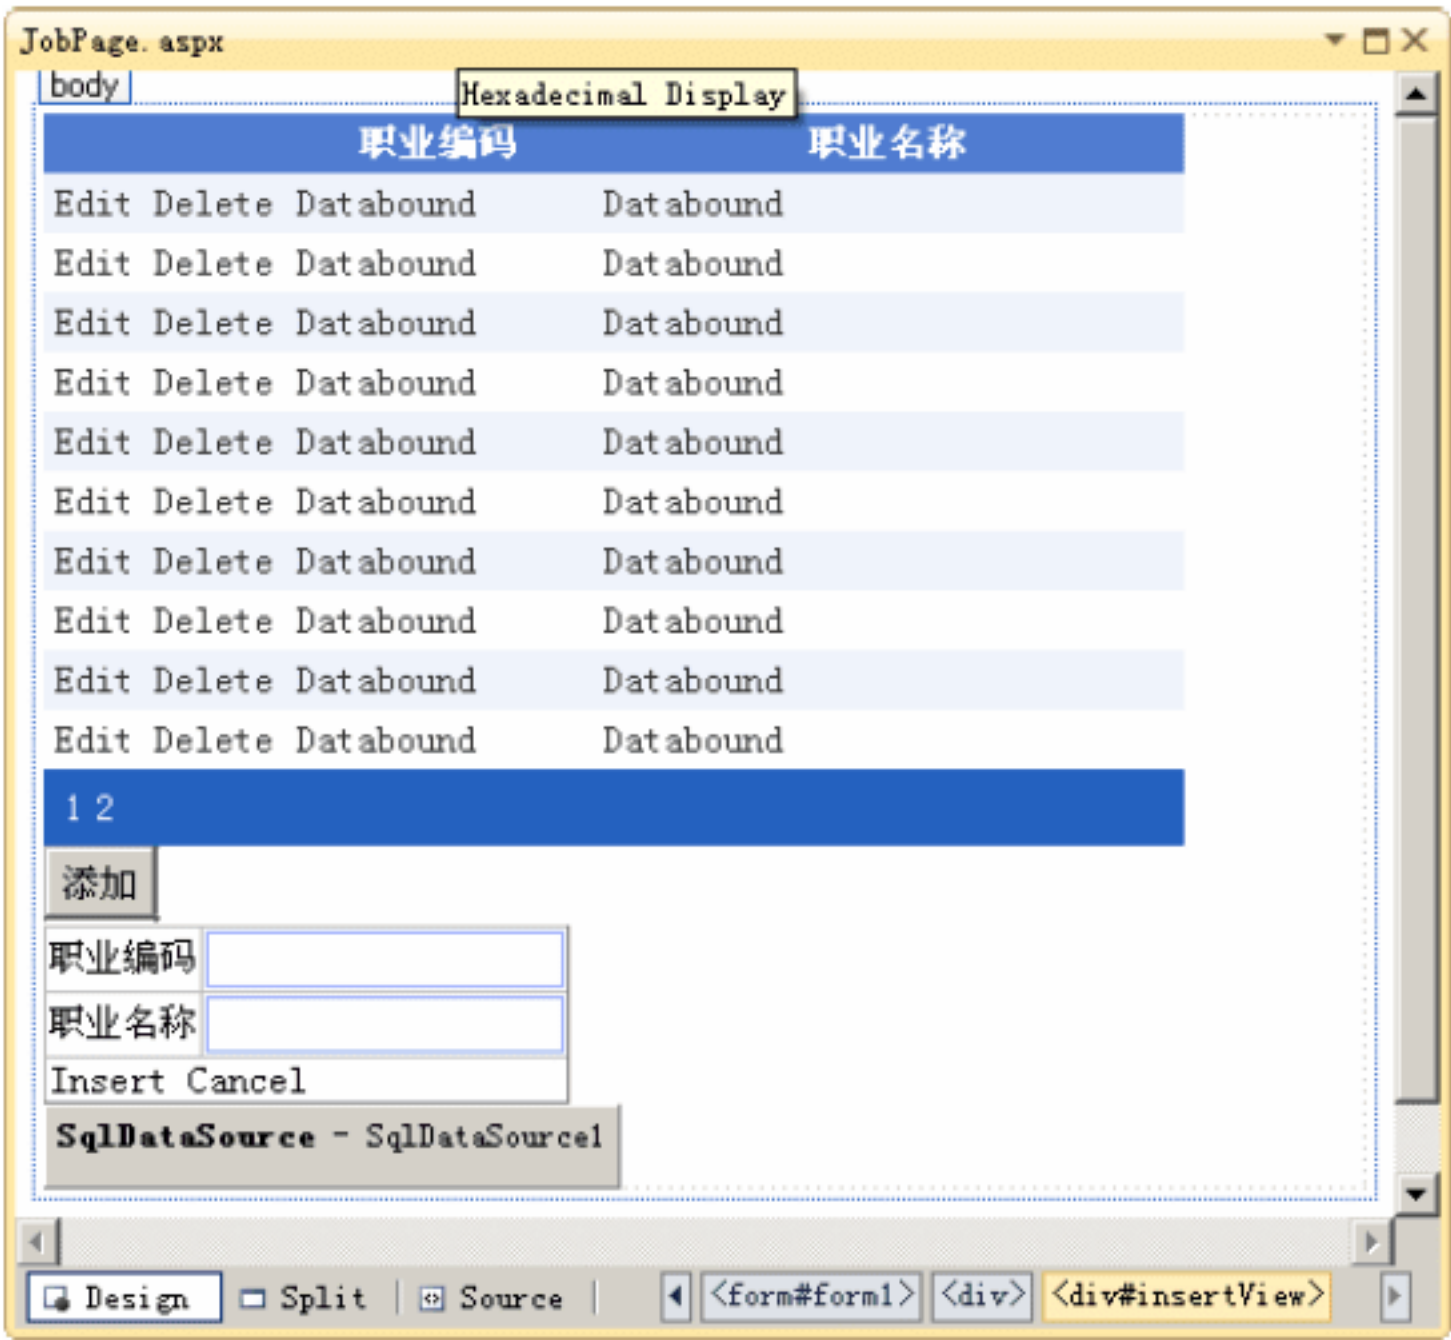 JobPage.aspx
body
Hexadecimal Display
职业编码 职业名称
Edit Delete Databound Databound
Edit Delete Databound Databound
Edit Delete Databound Databound
Edit Delete Databound Databound
Edit Delete Databound Databound
Edit Delete Databound Databound
Edit Delete Databound Databound
Edit Delete Databound Databound
Edit Delete Databound Databound
Edit Delete Databound Databound
1 2
添加
职业编码
职业名称
Insert Cancel
SqlDataSource - SqlDataSource1
Design Split Source <form#form1> <div> <div#insertView>